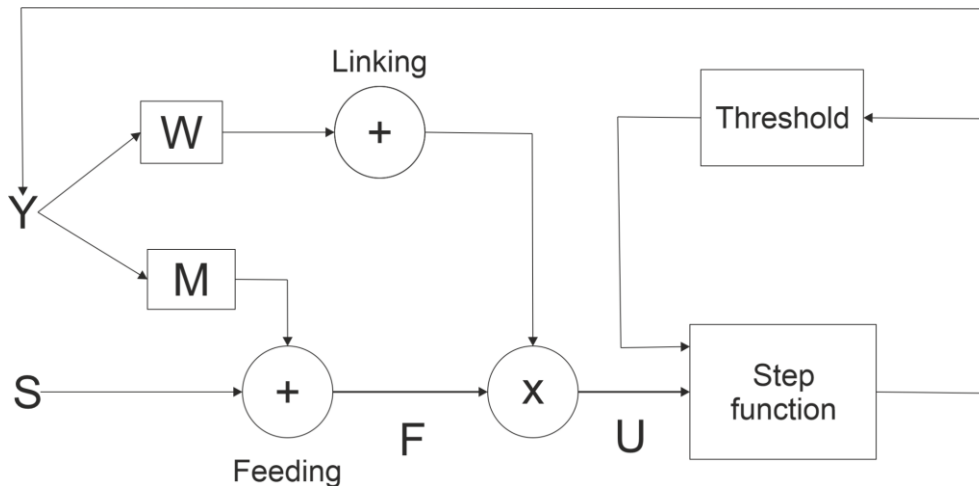 Linking
W
+
Threshold
Y
M
S
+
x
Step
function
F
U
Feeding